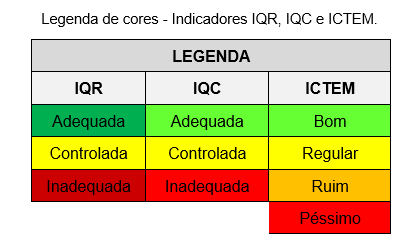 Legenda de cores - Indicadores IQR, IQC e ICTEM.
LEGENDA
IQR IQC ICTEM
Adequada Adequada Bom
Controlada Controlada Regular
Inadequada Inadequada Ruim
Péssimo